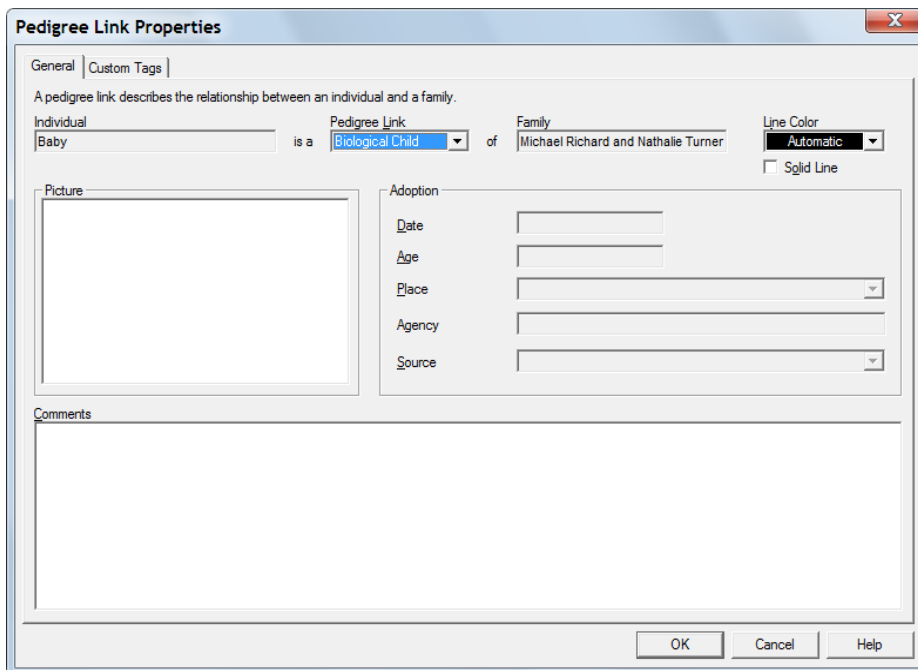 Pedigree Link Properties
X
General Custom Tags
A pedigree link describes the relationship between an individual and a family.
Individual Pedigree Link Family Line Color
Baby is a Biological Child of Michael Richard and Nathalie Turner Automatic
Solid Line
Picture Adoption
Date
Age
Place
Agency
Source
Comments
OK Cancel Help